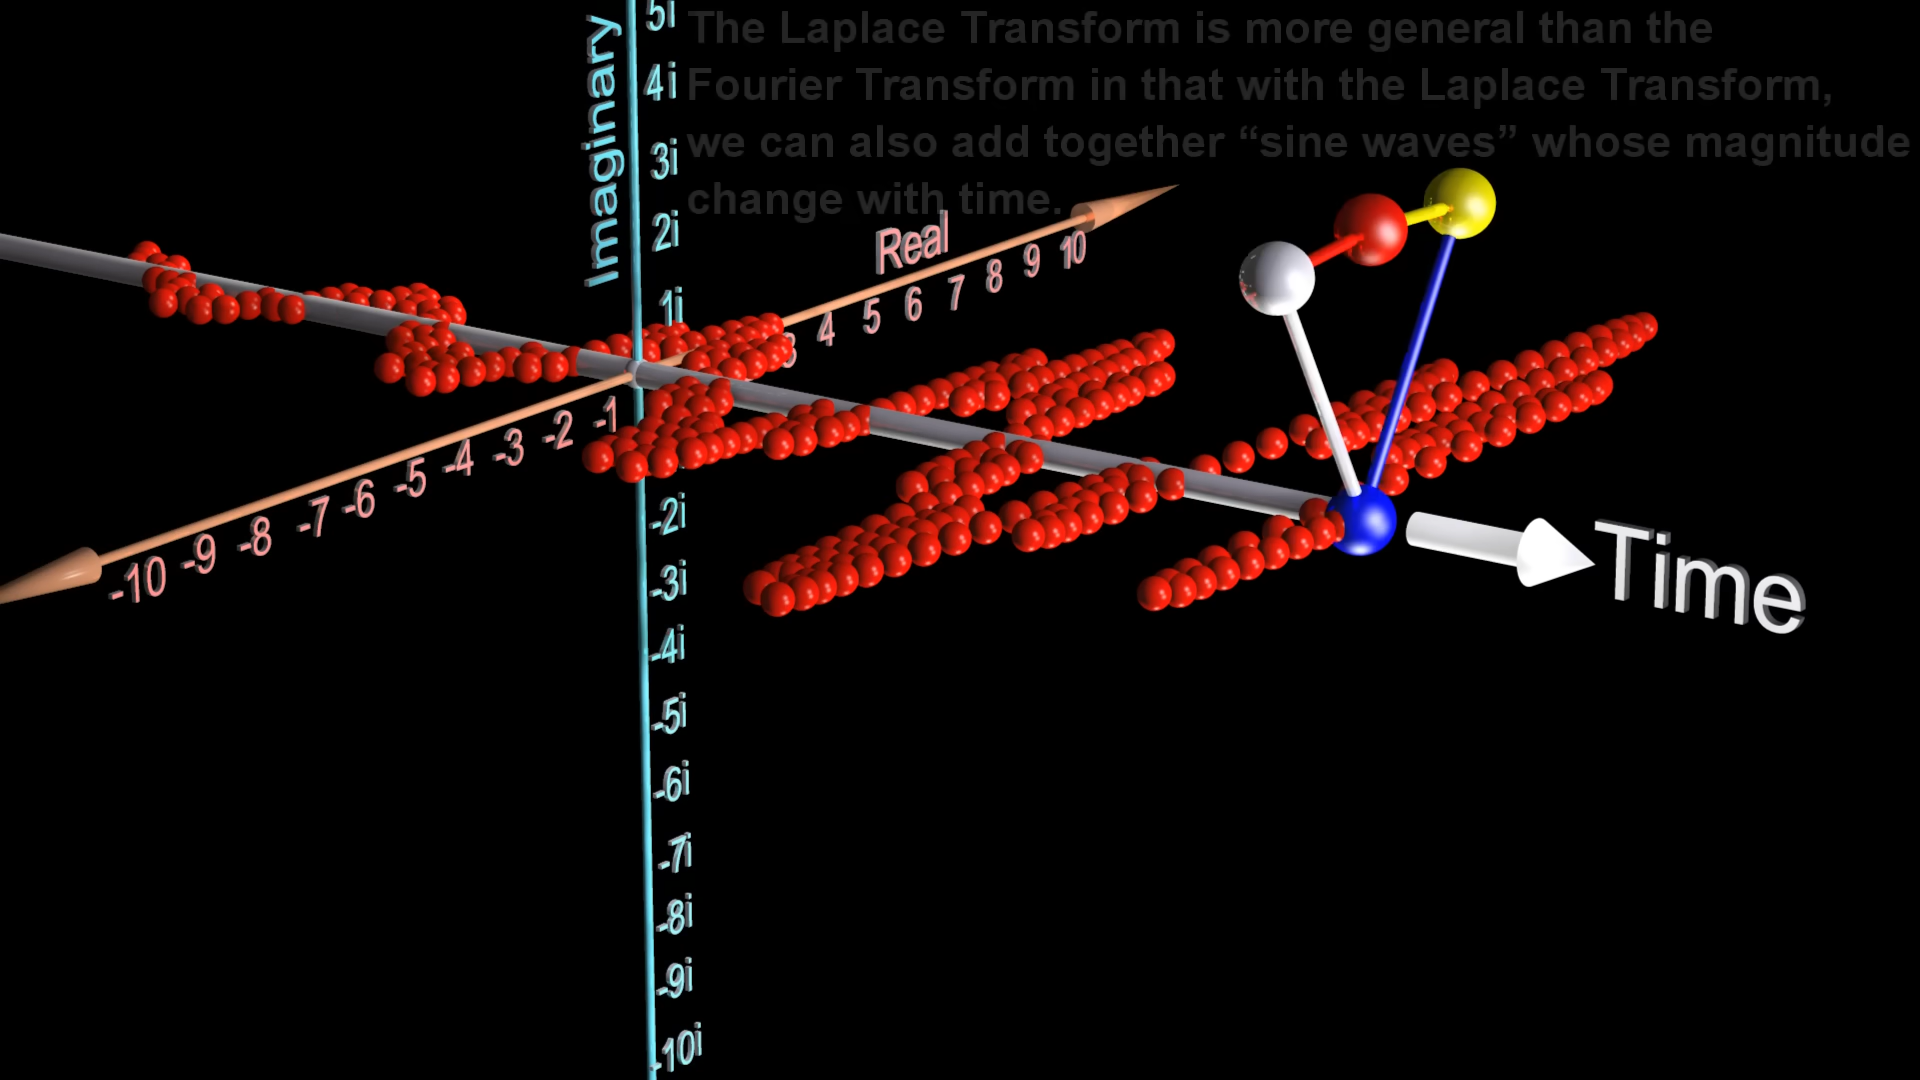 The Laplace Transform is more general than the
Fourier Transform in that with the Laplace Transform,
we can also add together “sine waves” whose magnitude
change with time.
Imaginary
5i
4i
3i
2i
1i
-2i
-3i
-4i
-5i
-6i
-7i
-8i
-9i
-10i
Real
10
9
8
7
6
5
4
3
-1
-2
-3
-4
-5
-6
-7
-8
-9
-10
Time